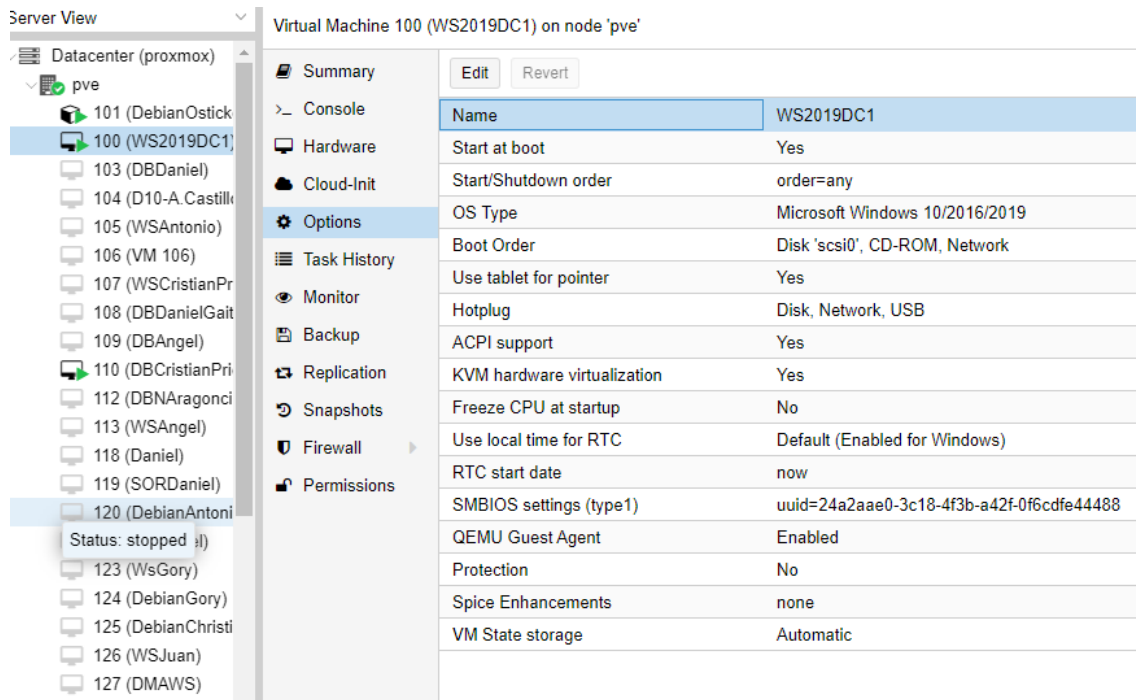 Server View
Virtual Machine 100 (WS2019DC1) on node 'pve'
Datacenter (proxmox)
pve
101 (DebianOstick
100 (WS2019DC1)
103 (DBDaniel)
104 (D10-A.Castill
105 (WSAntonio)
106 (VM 106)
107 (WSCristianPr
108 (DBDanielGait
109 (DBAngel)
110 (DBCristianPri
112 (DBNAragonci
113 (WSAngel)
118 (Daniel)
119 (SORDaniel)
120 (DebianAntoni
Status: stopped el)
123 (WsGory)
124 (DebianGory)
125 (DebianChristi
126 (WSJuan)
127 (DMAWS)
Summary
>_ Console
Hardware
Cloud-Init
Options
Task History
Monitor
Backup
Replication
Snapshots
Firewall
Permissions
Edit Revert
Name WS2019DC1
Start at boot Yes
Start/Shutdown order order=any
OS Type Microsoft Windows 10/2016/2019
Boot Order Disk 'scsi0', CD-ROM, Network
Use tablet for pointer Yes
Hotplug Disk, Network, USB
ACPI support Yes
KVM hardware virtualization Yes
Freeze CPU at startup No
Use local time for RTC Default (Enabled for Windows)
RTC start date now
SMBIOS settings (type1) uuid=24a2aae0-3c18-4f3b-a42f-0f6cdfe44488
QEMU Guest Agent Enabled
Protection No
Spice Enhancements none
VM State storage Automatic